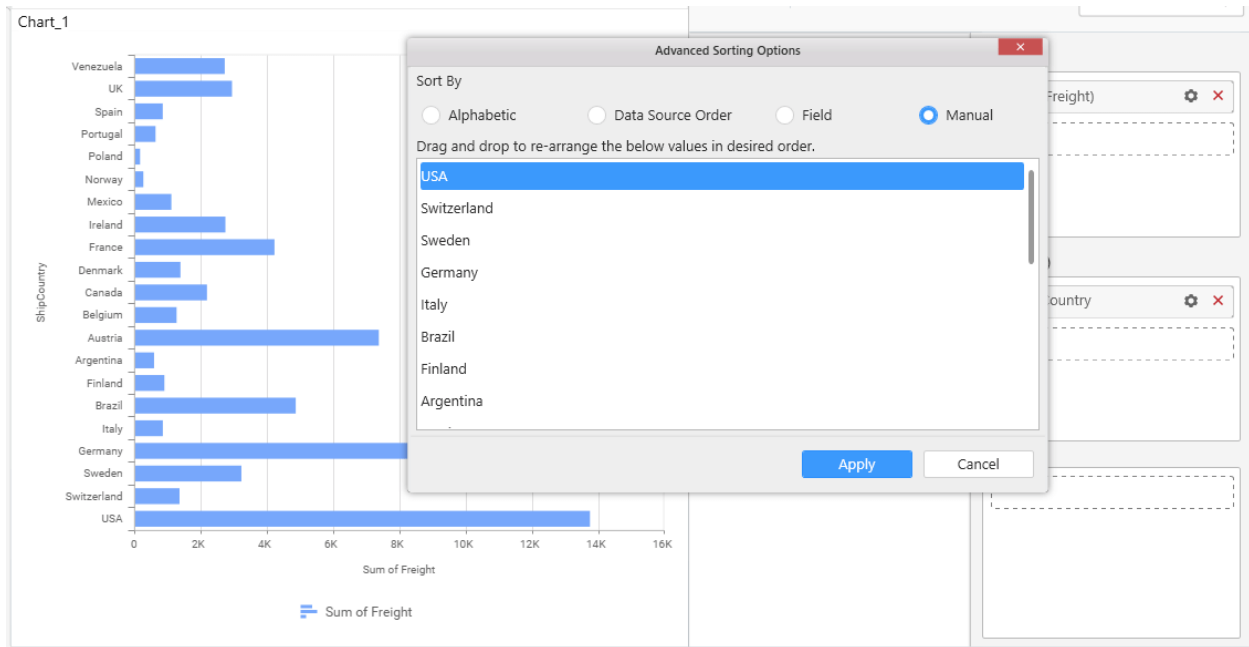 Chart_1
Venezuela
UK
Spain
Portugal
Poland
Norway
Mexico
Ireland
France
Denmark
Canada
Belgium
Austria
Argentina
Finland
Brazil
Italy
Germany
Sweden
Switzerland
USA
ShipCountry
0 2K 4K 6K 8K 10K 12K 14K 16K
Sum of Freight
Sum of Freight
Advanced Sorting Options
Sort By
Alphabetic Data Source Order Field Manual
Drag and drop to re-arrange the below values in desired order.
USA
Switzerland
Sweden
Germany
Italy
Brazil
Finland
Argentina
Apply Cancel
Freight)
ountry